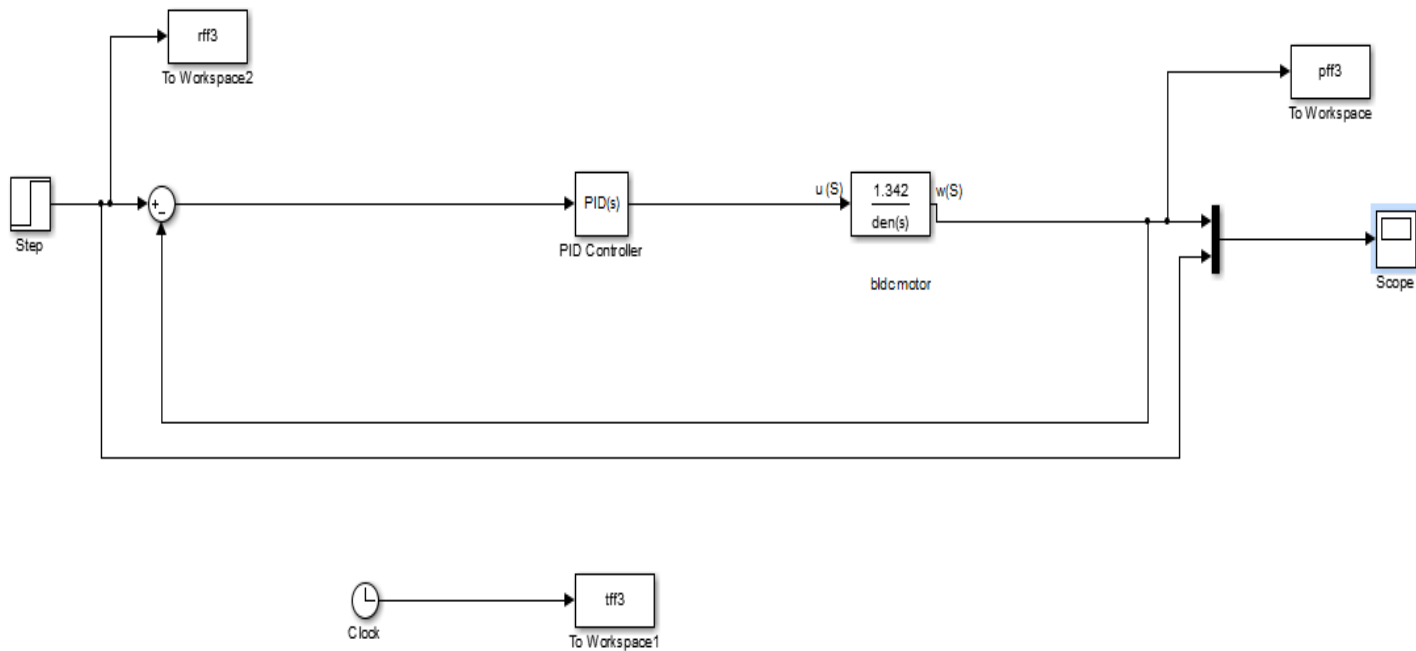 rff3
To Workspace2
pff3
To Workspace
Step
+
-
PID(s)
PID Controller
u (S)
1.342
den(s)
w(S)
bldc motor
Scope
Clock
tff3
To Workspace1